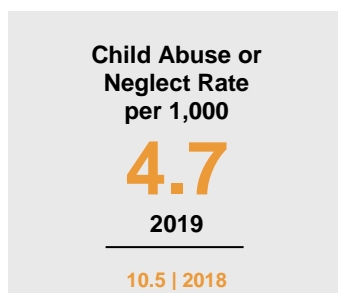 Child Abuse or
Neglect Rate
per 1,000
4.7
2019
10.5 | 2018